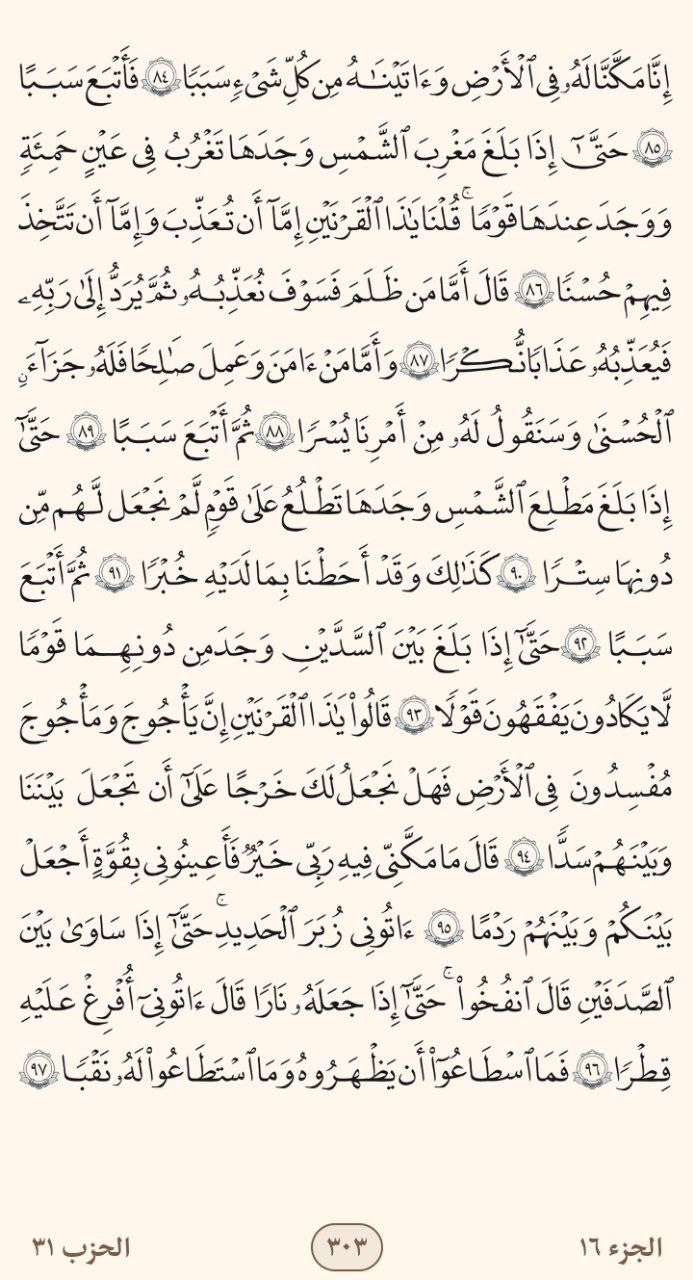 إِنَّا مَكَّنَّا لَهُۥ فِى ٱلْأَرْضِ وَءَاتَيْنَـٰهُ مِن كُلِّ شَىْءٍ سَبَبًا ٨٤ فَأَتْبَعَ سَبَبًا
٨٥ حَتَّىٰٓ إِذَا بَلَغَ مَغْرِبَ ٱلشَّمْسِ وَجَدَهَا تَغْرُبُ فِى عَيْنٍ حَمِئَةٍ
وَوَجَدَ عِندَهَا قَوْمًا ۚ قُلْنَا يَـٰذَا ٱلْقَرْنَيْنِ إِمَّآ أَن تُعَذِّبَ وَإِمَّآ أَن تَتَّخِذَ
فِيهِمْ حُسْنًا ٨٦ قَالَ أَمَّا مَن ظَلَمَ فَسَوْفَ نُعَذِّبُهُۥ ثُمَّ يُرَدُّ إِلَىٰ رَبِّهِۦ
فَيُعَذِّبُهُۥ عَذَابًا نُّكْرًا ٨٧ وَأَمَّا مَنْ ءَامَنَ وَعَمِلَ صَـٰلِحًا فَلَهُۥ جَزَآءً
ٱلْحُسْنَىٰ وَسَنَقُولُ لَهُۥ مِنْ أَمْرِنَا يُسْرًا ٨٨ ثُمَّ أَتْبَعَ سَبَبًا ٨٩ حَتَّىٰٓ
إِذَا بَلَغَ مَطْلِعَ ٱلشَّمْسِ وَجَدَهَا تَطْلُعُ عَلَىٰ قَوْمٍ لَّمْ نَجْعَل لَّهُم مِّن
دُونِهَا سِتْرًا ٩٠ كَذَٰلِكَ وَقَدْ أَحَطْنَا بِمَا لَدَيْهِ خُبْرًا ٩١ ثُمَّ أَتْبَعَ
سَبَبًا ٩٢ حَتَّىٰٓ إِذَا بَلَغَ بَيْنَ ٱلسَّدَّيْنِ وَجَدَ مِن دُونِهِمَا قَوْمًا
لَّا يَكَادُونَ يَفْقَهُونَ قَوْلًا ٩٣ قَالُوا۟ يَـٰذَا ٱلْقَرْنَيْنِ إِنَّ يَأْجُوجَ وَمَأْجُوجَ
مُفْسِدُونَ فِى ٱلْأَرْضِ فَهَلْ نَجْعَلُ لَكَ خَرْجًا عَلَىٰٓ أَن تَجْعَلَ بَيْنَنَا
وَبَيْنَهُمْ سَدًّا ٩٤ قَالَ مَا مَكَّنِّى فِيهِ رَبِّى خَيْرٌ فَأَعِينُونِى بِقُوَّةٍ أَجْعَلْ
بَيْنَكُمْ وَبَيْنَهُمْ رَدْمًا ٩٥ ءَاتُونِى زُبَرَ ٱلْحَدِيدِ ۖ حَتَّىٰٓ إِذَا سَاوَىٰ بَيْنَ
ٱلصَّدَفَيْنِ قَالَ ٱنفُخُوا۟ ۖ حَتَّىٰٓ إِذَا جَعَلَهُۥ نَارًا قَالَ ءَاتُونِىٓ أُفْرِغْ عَلَيْهِ
قِطْرًا ٩٦ فَمَا ٱسْطَـٰعُوٓا۟ أَن يَظْهَرُوهُ وَمَا ٱسْتَطَـٰعُوا۟ لَهُۥ نَقْبًا ٩٧
الجزء ١٦ ٣٠٣ الحزب ٣١